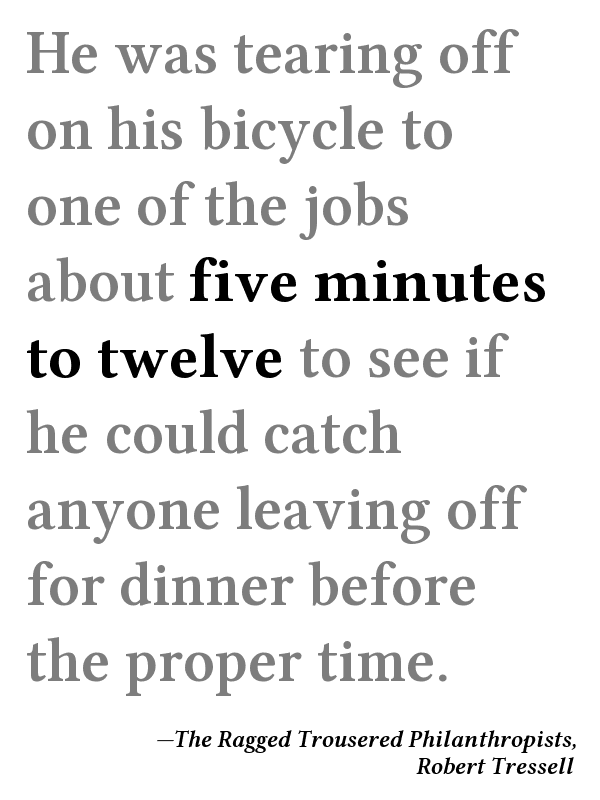 He was tearing off
on his bicycle to
one of the jobs
about five minutes
to twelve to see if
he could catch
anyone leaving off
for dinner before
the proper time.
—The Ragged Trousered Philanthropists,
Robert Tressell